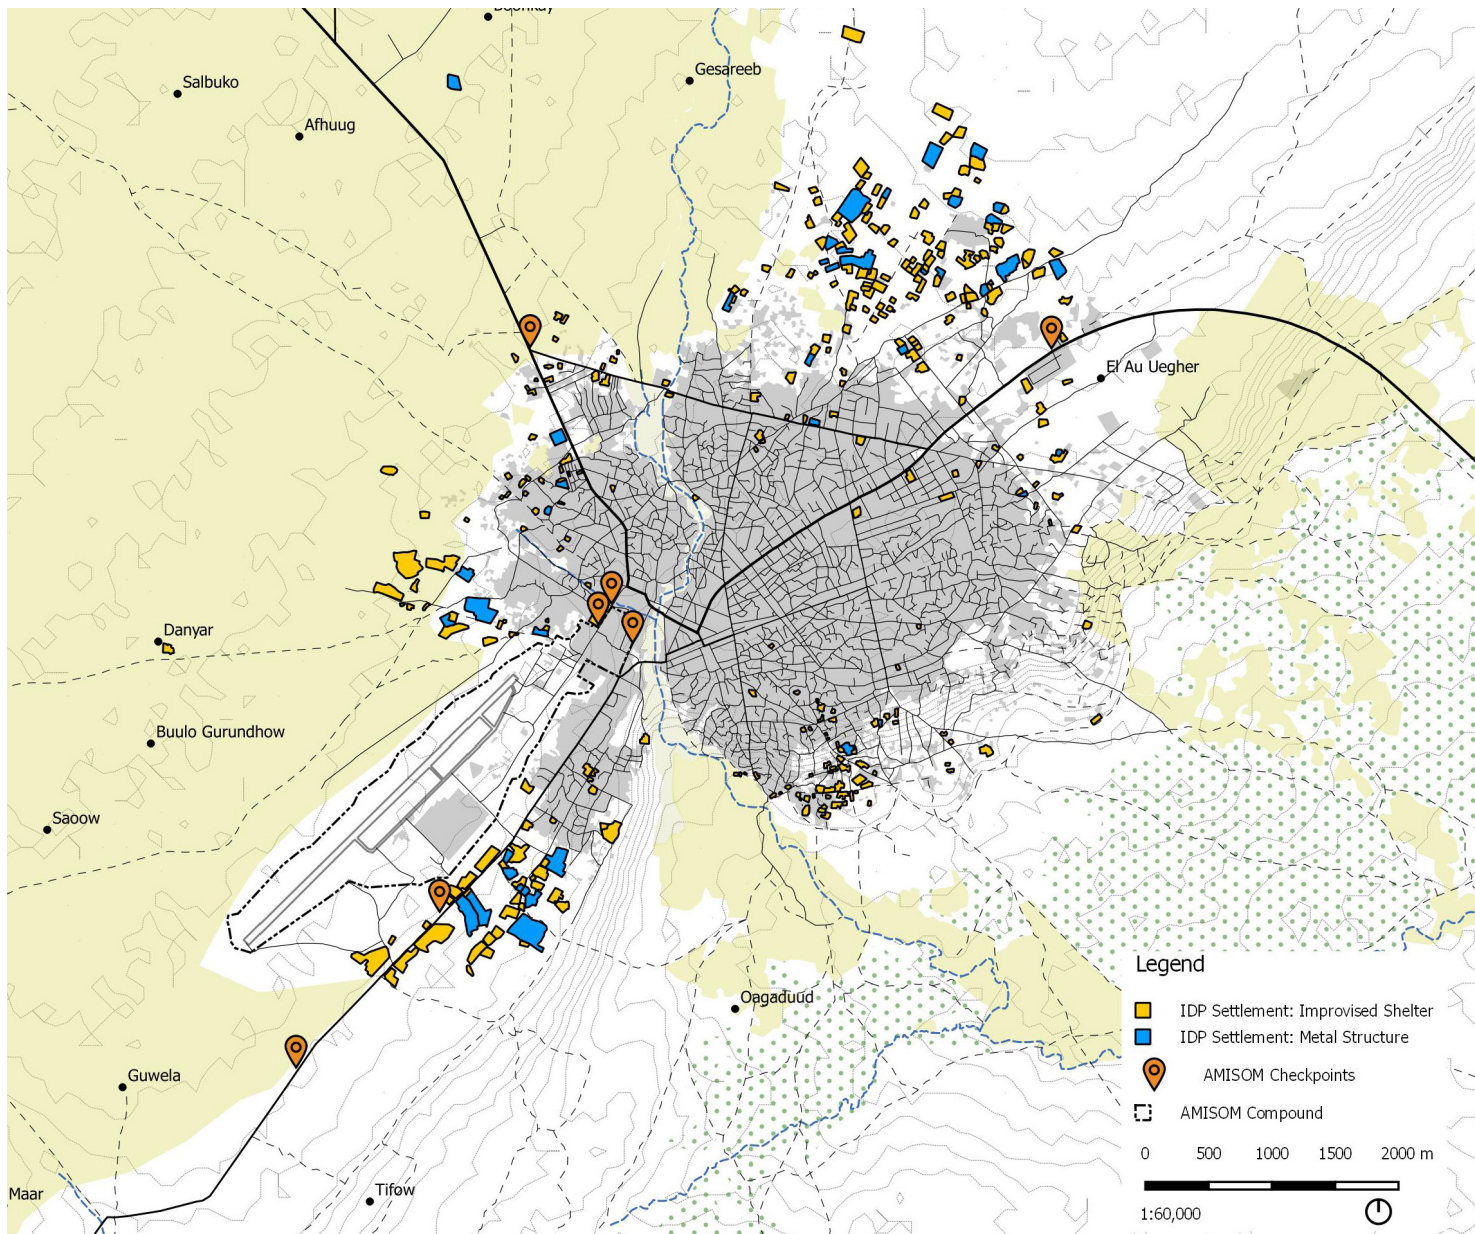 Gesareeb
Salbuko
Afhuug
El Au Uegher
Danyar
Buulo Gurundhow
Saoow
Oagaduud
Guwela
Tifow
Maar
Legend
IDP Settlement: Improvised Shelter
IDP Settlement: Metal Structure
AMISOM Checkpoints
AMISOM Compound
0 500 1000 1500 2000 m
1:60,000